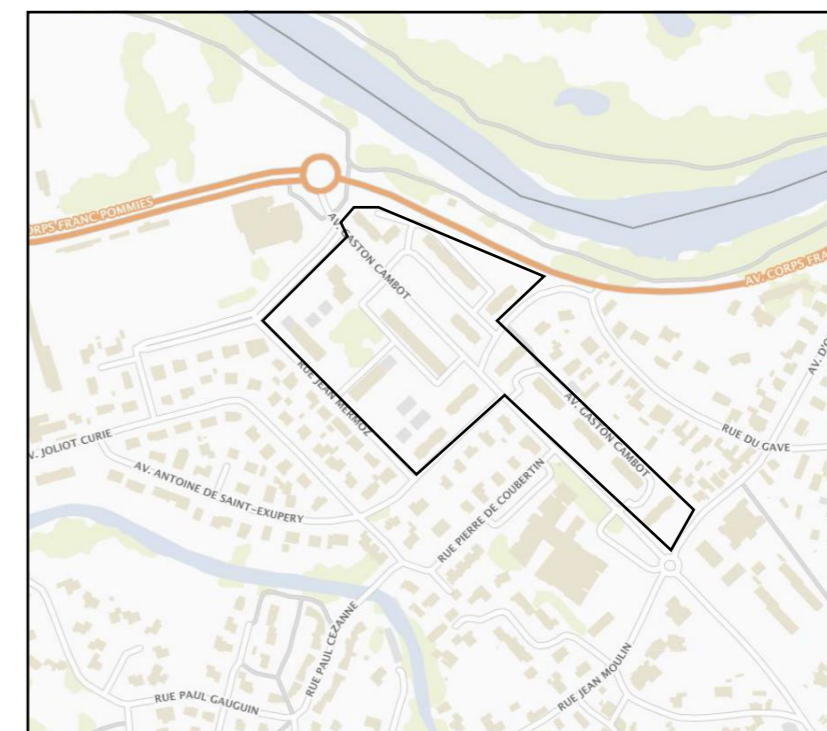 ORPS FRANC POMMIES
AV. GASTON CAMBOT
AV. CORPS FRA
AV. D'O
RUE JEAN MERMOZ
AV. GASTON CAMBOT
RUE DU GAVE
V. JOLIOT CURIE
AV. ANTOINE DE SAINT-EXUPERY
RUE PIERRE DE COUBERTIN
RUE PAUL CEZANNE
RUE JEAN MOULIN
RUE PAUL GAUGUIN